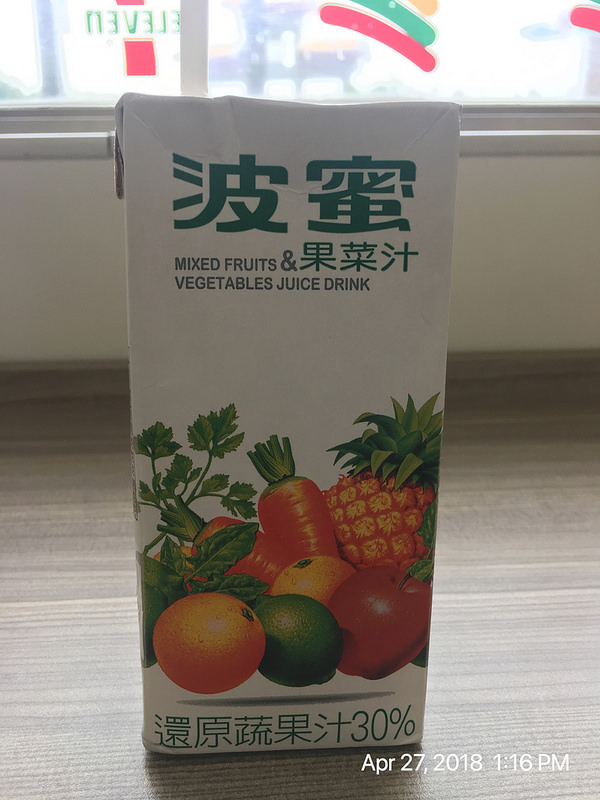 ELEVEN
波蜜
MIXED FRUITS & 果菜汁
VEGETABLES JUICE DRINK
還原蔬果汁30%
Apr 27, 2018 1:16 PM